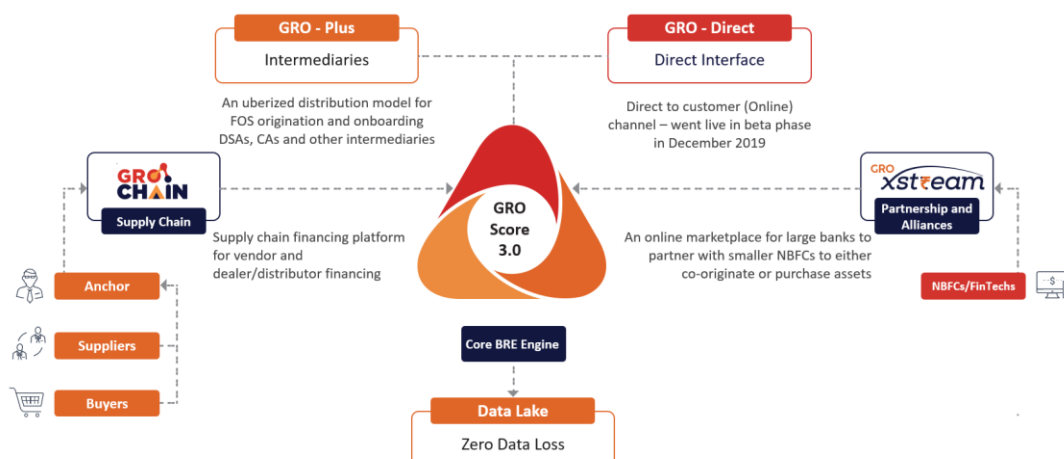 GRO - Plus
Intermediaries
An uberized distribution model for
FOS origination and onboarding
DSAs, CAs and other intermediaries
GRO - Direct
Direct Interface
Direct to customer (Online)
channel – went live in beta phase
in December 2019
GRO
CHAIN
Supply Chain
Supply chain financing platform
for vendor and
dealer/distributor financing
GRO
Score
3.0
GRO
xstream
Partnership and
Alliances
An online marketplace for large banks to
partner with smaller NBFCs to either
co-originate or purchase assets
Anchor
Suppliers
Buyers
NBFCs/FinTechs
$
Core BRE Engine
Data Lake
Zero Data Loss